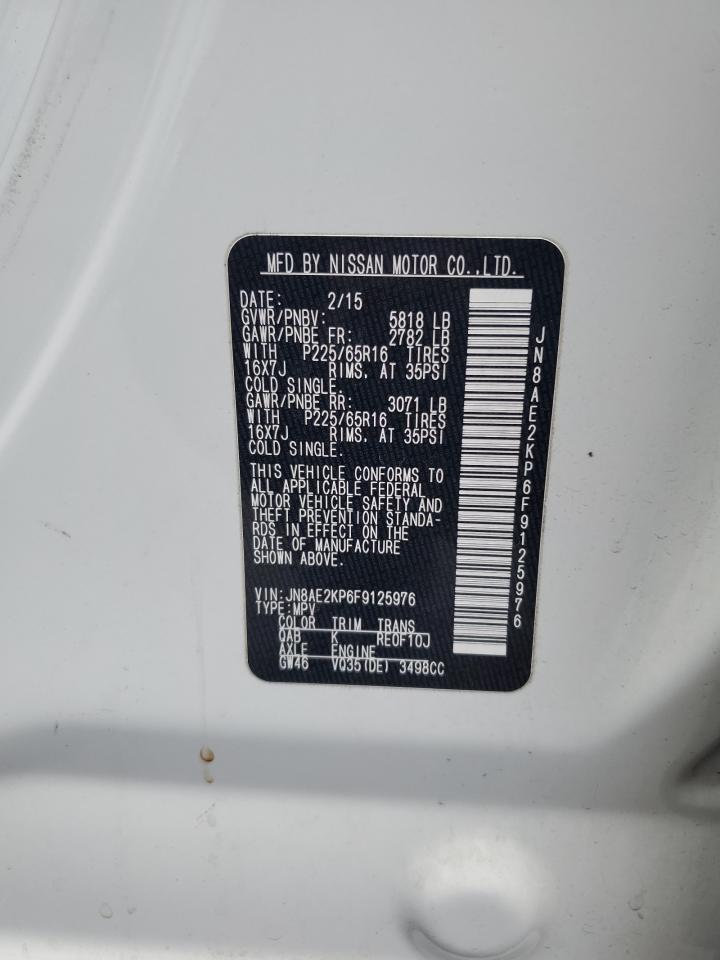 MFD BY NISSAN MOTOR CO.,LTD.
DATE: 2/15
GVWR/PNBV: 5818 LB
GAWR/PNBE FR: 2782 LB
WITH P225/65R16 TIRES
16X7J RIMS, AT 35PSI
COLD SINGLE.
GAWR/PNBE RR: 3071 LB
WITH P225/65R16 TIRES
16X7J RIMS, AT 35PSI
COLD SINGLE.
THIS VEHICLE CONFORMS TO
ALL APPLICABLE FEDERAL
MOTOR VEHICLE SAFETY AND
THEFT PREVENTION STANDA-
RDS IN EFFECT ON THE
DATE OF MANUFACTURE
SHOWN ABOVE.
VIN:JN8AE2KP6F9125976
TYPE:MPV
COLOR TRIM TRANS
QAB K RE0F10J
AXLE ENGINE
GW46 VQ35(DE) 3498CC
JN8AE2KP6F9125976